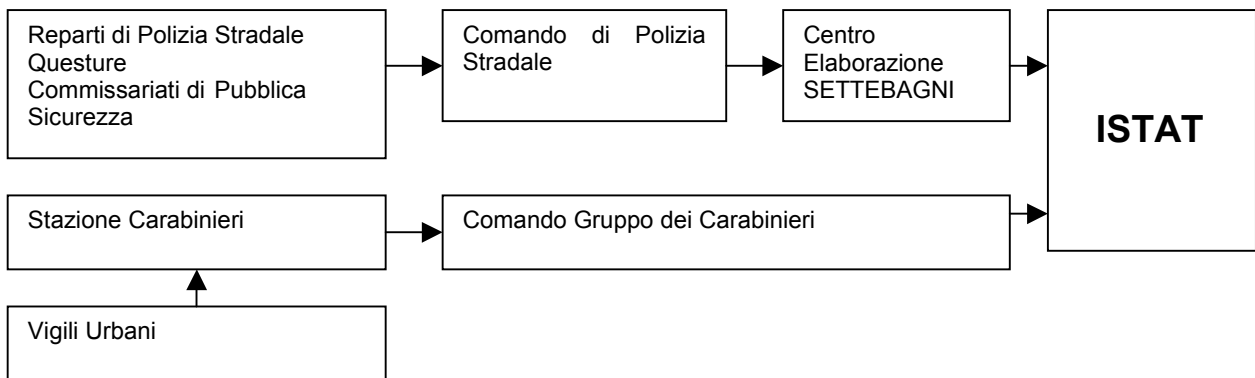 Reparti di Polizia Stradale
Questure
Commissariati di Pubblica
Sicurezza
Comando di Polizia
Stradale
Centro
Elaborazione
SETTEBAGNI
ISTAT
Stazione Carabinieri
Comando Gruppo dei Carabinieri
Vigili Urbani